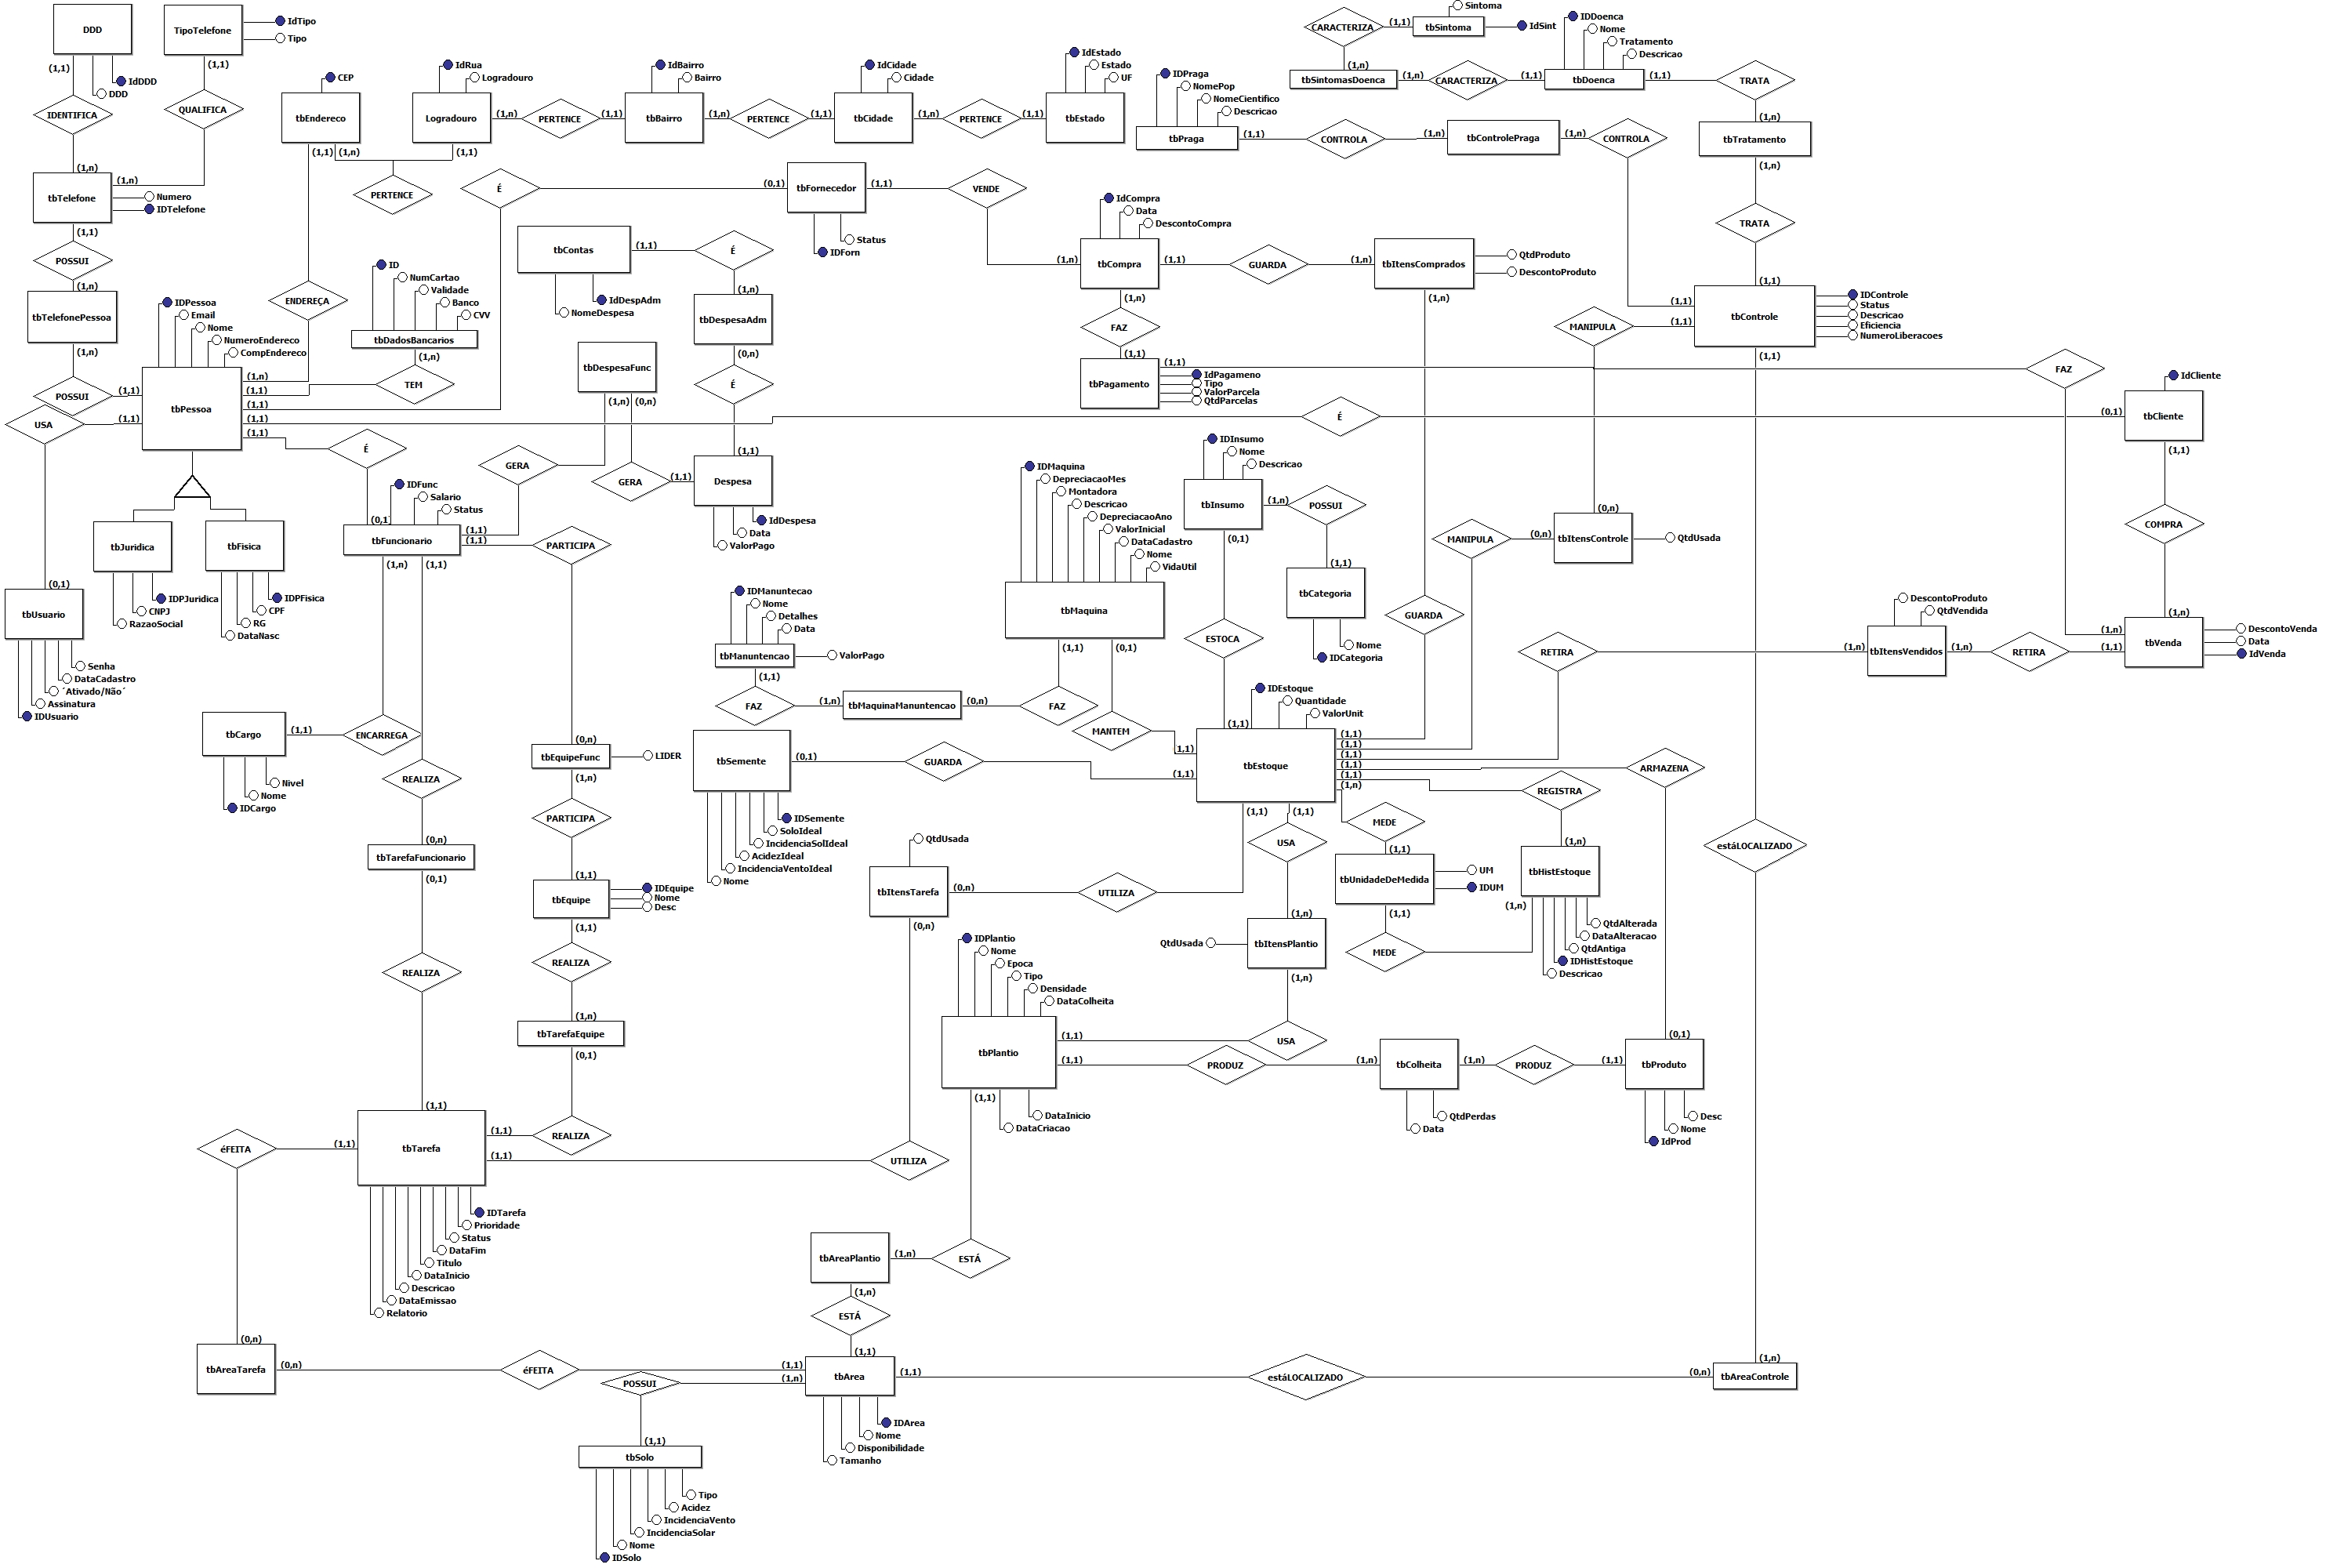 DDD
IdDDD
DDD
(1,1)
IDENTIFICA
(1,n)
TipoTelefone
IdTipo
Tipo
(1,1)
QUALIFICA
(1,n)
tbTelefone
Numero
IDTelefone
(1,1)
POSSUI
(1,n)
tbTelefonePessoa
(1,n)
POSSUI
(1,1)
USA
(1,1)
(0,1)
tbUsuario
Senha
DataCadastro
´Ativado/Não´
Assinatura
IDUsuario
CEP
tbEndereco
(1,1)
(1,n)
PERTENCE
(1,1)
IdRua
Logradouro
Logradouro
(1,n)
PERTENCE
(1,1)
IdBairro
Bairro
tbBairro
(1,n)
PERTENCE
(1,1)
IdCidade
Cidade
tbCidade
(1,n)
PERTENCE
(1,1)
IdEstado
Estado
UF
tbEstado
ENDEREÇA
(1,n)
IDPessoa
Email
Nome
NumeroEndereco
CompEndereco
tbPessoa
(1,1)
(1,1)
(1,1)
(1,1)
ID
NumCartao
Validade
Banco
CVV
tbDadosBancarios
(1,n)
TEM
É
(0,1)
tbFornecedor
Status
IDForn
(1,1)
VENDE
(1,n)
É
(0,1)
tbJuridica
IDPJuridica
CNPJ
RazaoSocial
tbFisica
IDPFisica
CPF
RG
DataNasc
IDFunc
Salario
Status
tbFuncionario
(1,1)
(1,1)
(1,n)
(1,1)
GERA
(1,n)
tbDespesaFunc
(0,n)
GERA
(1,1)
Despesa
IdDespesa
Data
ValorPago
(1,1)
É
(0,n)
tbDespesaAdm
(1,n)
É
(1,1)
tbContas
IdDespAdm
NomeDespesa
PARTICIPA
(0,n)
tbEquipeFunc
LIDER
(1,n)
PARTICIPA
(1,1)
tbEquipe
IDEquipe
Nome
Desc
(1,1)
REALIZA
(1,n)
tbTarefaEquipe
(0,1)
REALIZA
(1,1)
tbCargo
(1,1)
ENCARREGA
Nivel
Nome
IDCargo
REALIZA
(0,n)
tbTarefaFuncionario
(0,1)
REALIZA
(1,1)
tbTarefa
(1,1)
(1,1)
IDTarefa
Prioridade
Status
DataFim
Titulo
DataInicio
Descricao
DataEmissao
Relatorio
éFEITA
(0,n)
tbAreaTarefa
(0,n)
éFEITA
(1,1)
tbArea
(1,n)
POSSUI
(1,1)
tbSolo
Tipo
Acidez
IncidenciaVento
IncidenciaSolar
Nome
IDSolo
IDArea
Nome
Disponibilidade
Tamanho
(1,1)
ESTÁ
(1,n)
tbAreaPlantio
(1,n)
ESTÁ
(1,1)
(1,1)
estáLOCALIZADO
(0,n)
tbAreaControle
(1,n)
estáLOCALIZADO
(1,1)
Sintoma
CARACTERIZA
(1,1)
tbSintoma
IdSint
(1,n)
tbSintomasDoenca
(1,n)
CARACTERIZA
(1,1)
IDDoenca
Nome
Tratamento
Descricao
tbDoenca
(1,1)
TRATA
(1,n)
tbTratamento
(1,n)
TRATA
(1,1)
IDPraga
NomePop
NomeCientifico
Descricao
tbPraga
(1,1)
CONTROLA
(1,n)
tbControlePraga
(1,n)
CONTROLA
(1,1)
tbControle
IDControle
Status
Descricao
Eficiencia
NumeroLiberacoes
(1,1)
MANIPULA
(0,n)
tbItensControle
QtdUsada
(0,n)
MANIPULA
IdCompra
Data
DescontoCompra
tbCompra
(1,1)
GUARDA
(1,n)
tbItensComprados
QtdProduto
DescontoProduto
(1,n)
GUARDA
(1,n)
FAZ
(1,1)
tbPagamento
(1,1)
IdPagameno
Tipo
ValorParcela
QtdParcelas
FAZ
(1,n)
É
(0,1)
IdCliente
tbCliente
(1,1)
COMPRA
(1,n)
tbVenda
DescontoVenda
Data
IdVenda
(1,1)
RETIRA
(1,n)
tbItensVendidos
DescontoProduto
QtdVendida
(1,n)
RETIRA
IDManuntecao
Nome
Detalhes
Data
tbManuntencao
ValorPago
(1,1)
FAZ
(1,n)
tbMaquinaManuntencao
(0,n)
FAZ
(1,1)
IDMaquina
DepreciacaoMes
Montadora
Descricao
DepreciacaoAno
ValorInicial
DataCadastro
Nome
VidaUtil
tbMaquina
(0,1)
MANTEM
(1,1)
IDInsumo
Nome
Descricao
tbInsumo
(1,n)
POSSUI
(1,1)
tbCategoria
Nome
IDCategoria
(0,1)
ESTOCA
(1,1)
tbSemente
(0,1)
GUARDA
(1,1)
IDSemente
SoloIdeal
IncidenciaSolIdeal
AcidezIdeal
IncidenciaVentoIdeal
Nome
IDEstoque
Quantidade
ValorUnit
tbEstoque
(1,1)
(1,1)
(1,1)
(1,1)
(1,1)
(1,n)
(1,1)
(1,1)
ARMAZENA
(0,1)
REGISTRA
(1,n)
tbHistEstoque
(1,n)
QtdAlterada
DataAlteracao
QtdAntiga
IDHistEstoque
Descricao
MEDE
(1,1)
tbUnidadeDeMedida
UM
IDUM
(1,1)
MEDE
USA
(1,n)
tbItensPlantio
QtdUsada
(1,n)
USA
QtdUsada
tbItensTarefa
(0,n)
UTILIZA
(0,n)
UTILIZA
IDPlantio
Nome
Epoca
Tipo
Densidade
DataColheita
tbPlantio
(1,1)
(1,1)
DataInicio
DataCriacao
PRODUZ
(1,n)
tbColheita
QtdPerdas
Data
(1,n)
PRODUZ
(1,1)
tbProduto
Desc
Nome
IdProd